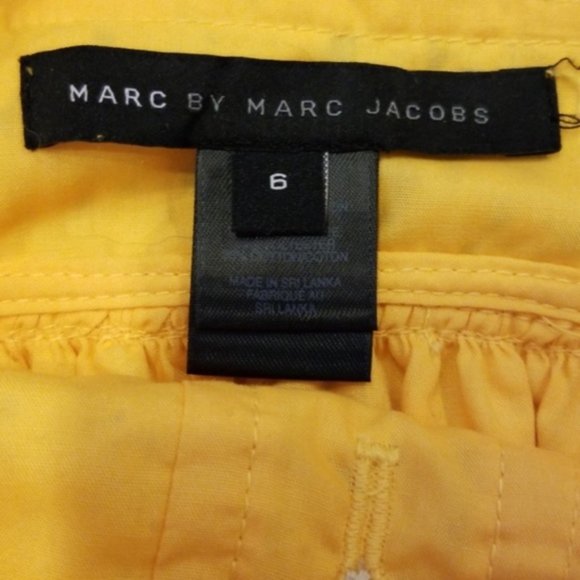 MARC BY MARC JACOBS
6
MADE IN SRI LANKA
FABRIQUE AU
SRI LANKA